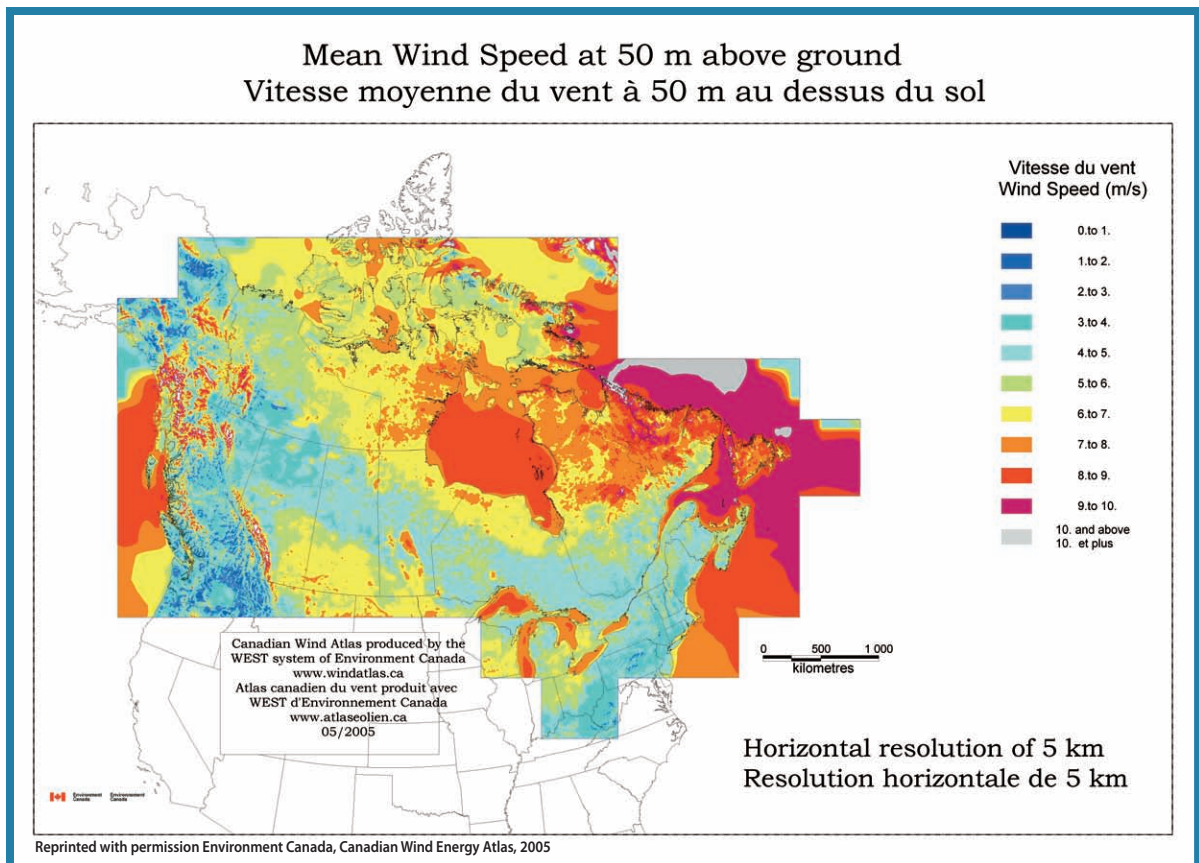 Mean Wind Speed at 50 m above ground
Vitesse moyenne du vent à 50 m au dessus du sol
Vitesse du vent
Wind Speed (m/s)
0.to 1.
1.to 2.
2.to 3.
3.to 4.
4.to 5.
5.to 6.
6.to 7.
7.to 8.
8.to 9.
9.to 10.
10. and above
10. et plus
0 500 1 000
kilometres
Canadian Wind Atlas produced by the
WEST system of Environment Canada
www.windatlas.ca
Atlas canadien du vent produit avec
WEST d'Environnement Canada
www.atlaseolien.ca
05/2005
Horizontal resolution of 5 km
Resolution horizontale de 5 km
Environment Environnement
Canada Canada
Reprinted with permission Environment Canada, Canadian Wind Energy Atlas, 2005